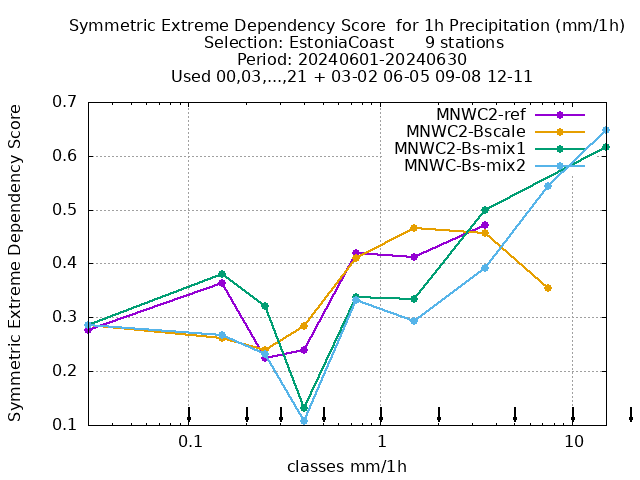 Symmetric Extreme Dependency Score  for 1h Precipitation (mm/1h)
Selection: EstoniaCoast      9 stations
Period: 20240601-20240630
Used 00,03,...,21 + 03-02 06-05 09-08 12-11
Symmetric Extreme Dependency Score
0.7
0.6
0.5
0.4
0.3
0.2
0.1
MNWC2-ref
MNWC2-Bscale
MNWC2-Bs-mix1
MNWC-Bs-mix2
0.1 1 10
classes mm/1h